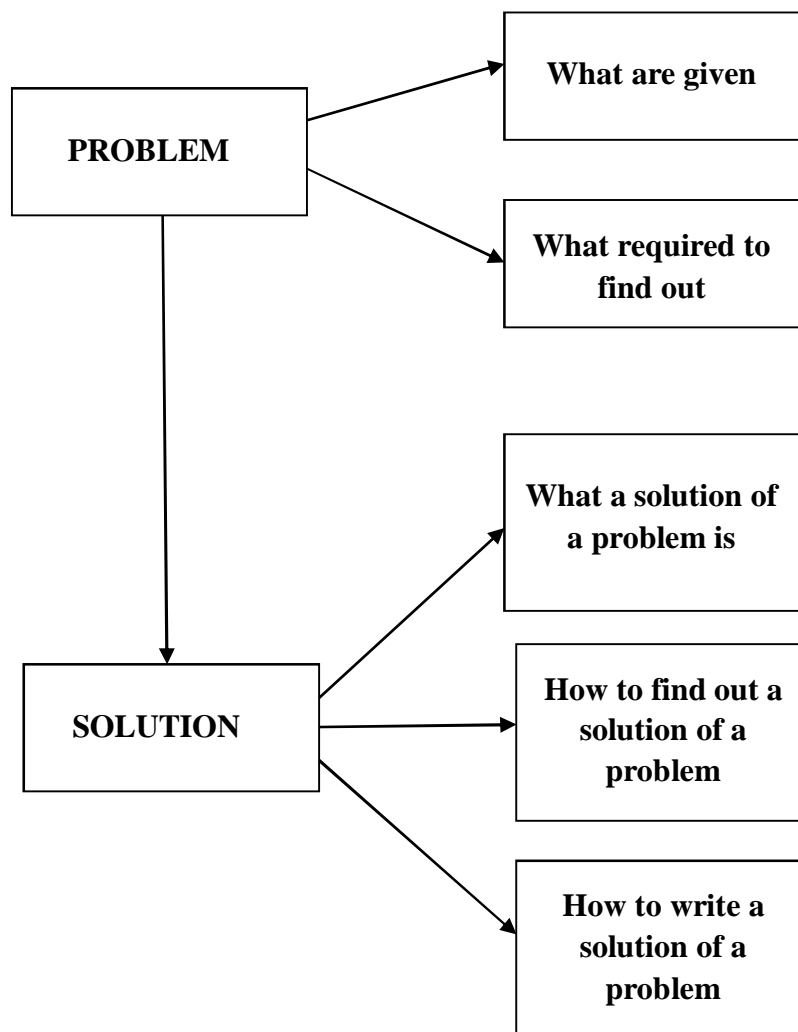 What are given
PROBLEM
What required to
find out
What a solution of
a problem is
How to find out a
solution of a
problem
SOLUTION
How to write a
solution of a
problem